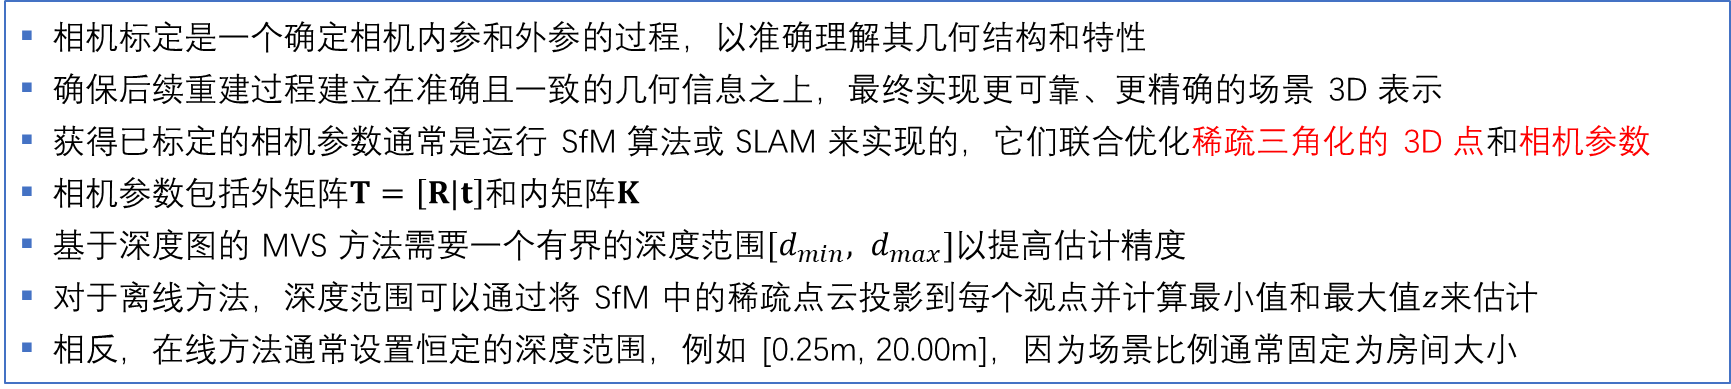 ▪ 相机标定是一个确定相机内参和外参的过程，以准确理解其几何结构和特性
▪ 确保后续重建过程建立在准确且一致的几何信息之上，最终实现更可靠、更精确的场景 3D 表示
▪ 获得已标定的相机参数通常是运行 SfM 算法或 SLAM 来实现的，它们联合优化稀疏三角化的 3D 点和相机参数
▪ 相机参数包括外矩阵T = [R|t]和内矩阵K
▪ 基于深度图的 MVS 方法需要一个有界的深度范围[d_min, d_max]以提高估计精度
▪ 对于离线方法，深度范围可以通过将 SfM 中的稀疏点云投影到每个视点并计算最小值和最大值z来估计
▪ 相反，在线方法通常设置恒定的深度范围，例如 [0.25m, 20.00m]，因为场景比例通常固定为房间大小